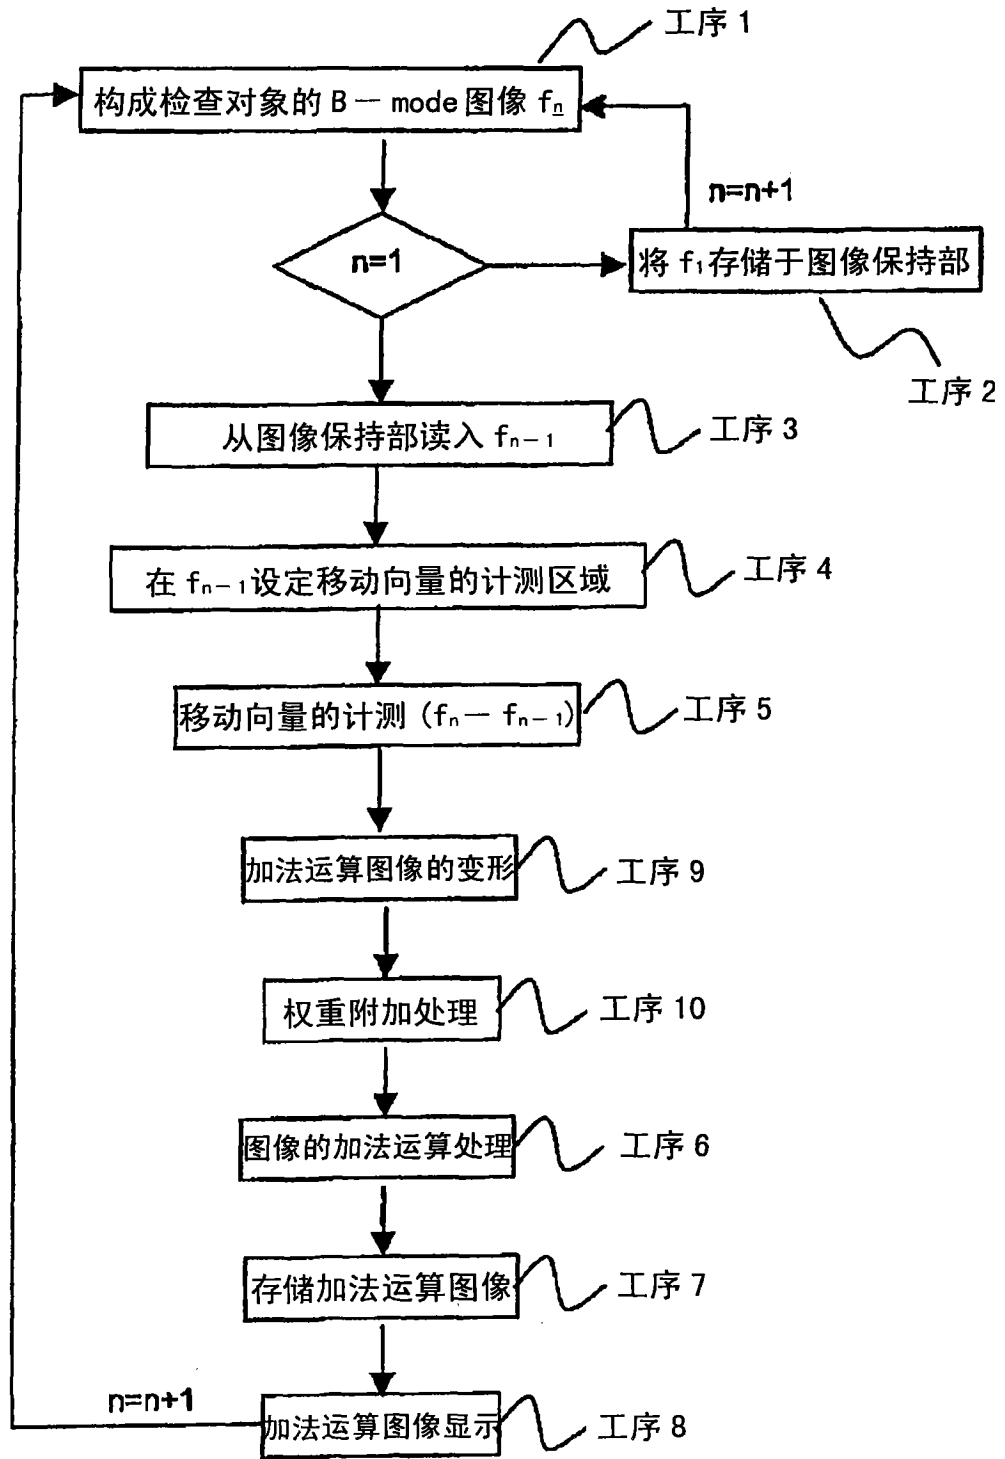 工序 1
构成检查对象的 B－mode 图像 fn
n=n+1
n=1
将 f1存储于图像保持部
工序 2
从图像保持部读入 fn－1
工序 3
在 fn－1设定移动向量的计测区域
工序 4
移动向量的计测 (fn－fn－1)
工序 5
加法运算图像的变形
工序 9
权重附加处理
工序 10
图像的加法运算处理
工序 6
存储加法运算图像
工序 7
n=n+1
加法运算图像显示
工序 8